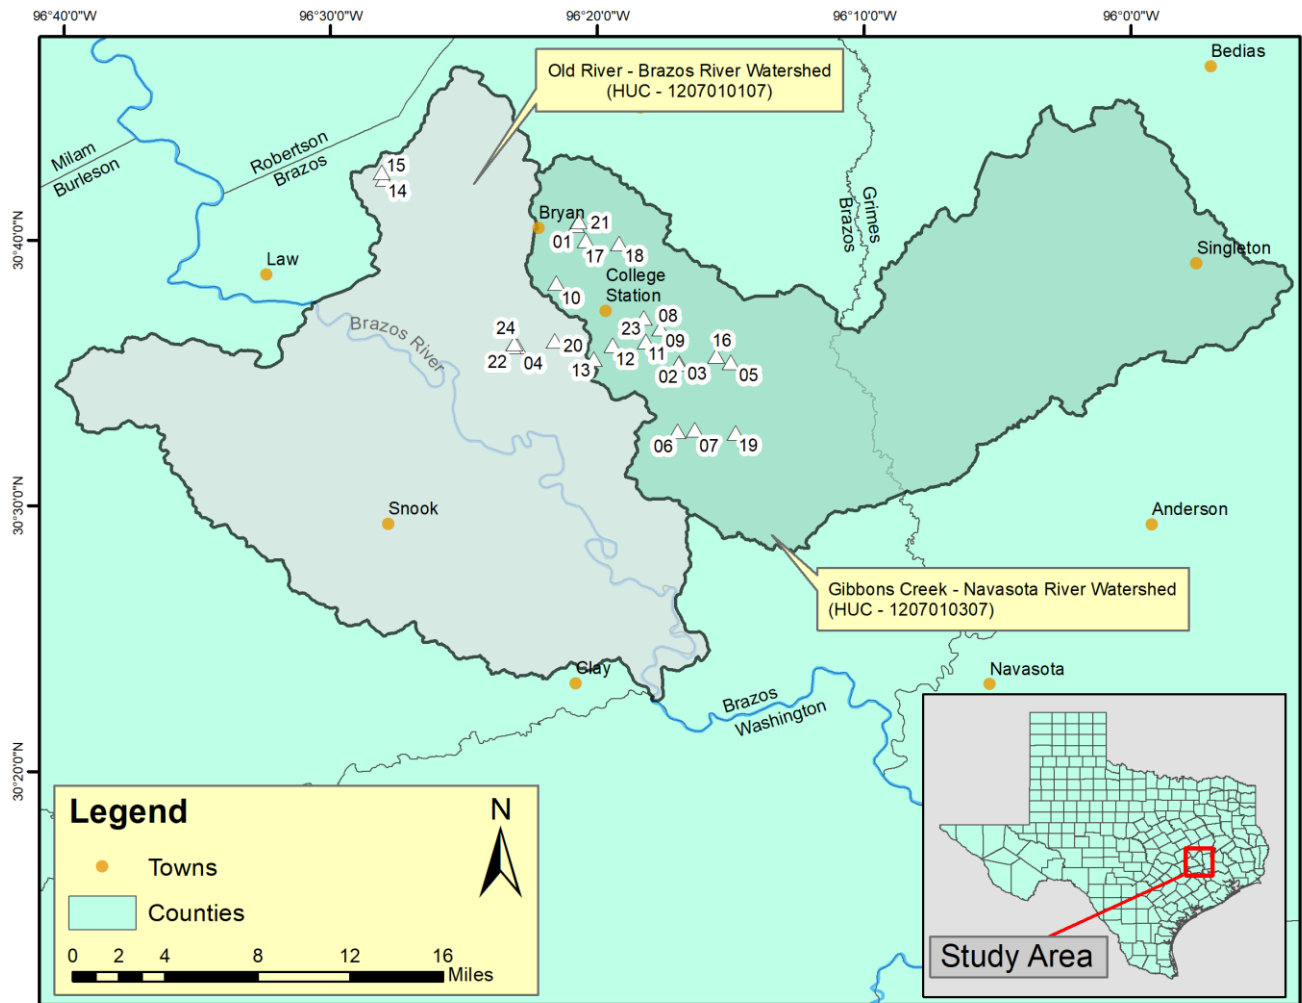 96°40'0"W
96°30'0"W
96°20'0"W
96°10'0"W
96°0'0"W
Bedias
Old River - Brazos River Watershed
(HUC - 1207010107)
Milam
Burleson
Robertson
Brazos
15
14
Grimes
Brazos
30°40'0"N
Bryan
21
01
17
18
Law
Singleton
College
Station
10
08
23
09
Brazos River
24
20
22
04
12
11
16
13
02
03
05
06
07
19
30°30'0"N
Snook
Anderson
Gibbons Creek - Navasota River Watershed
(HUC - 1207010307)
Clay
Navasota
Brazos
Washington
30°20'0"N
Legend
N
Towns
Counties
0 2 4 8 12 16
Miles
Study Area